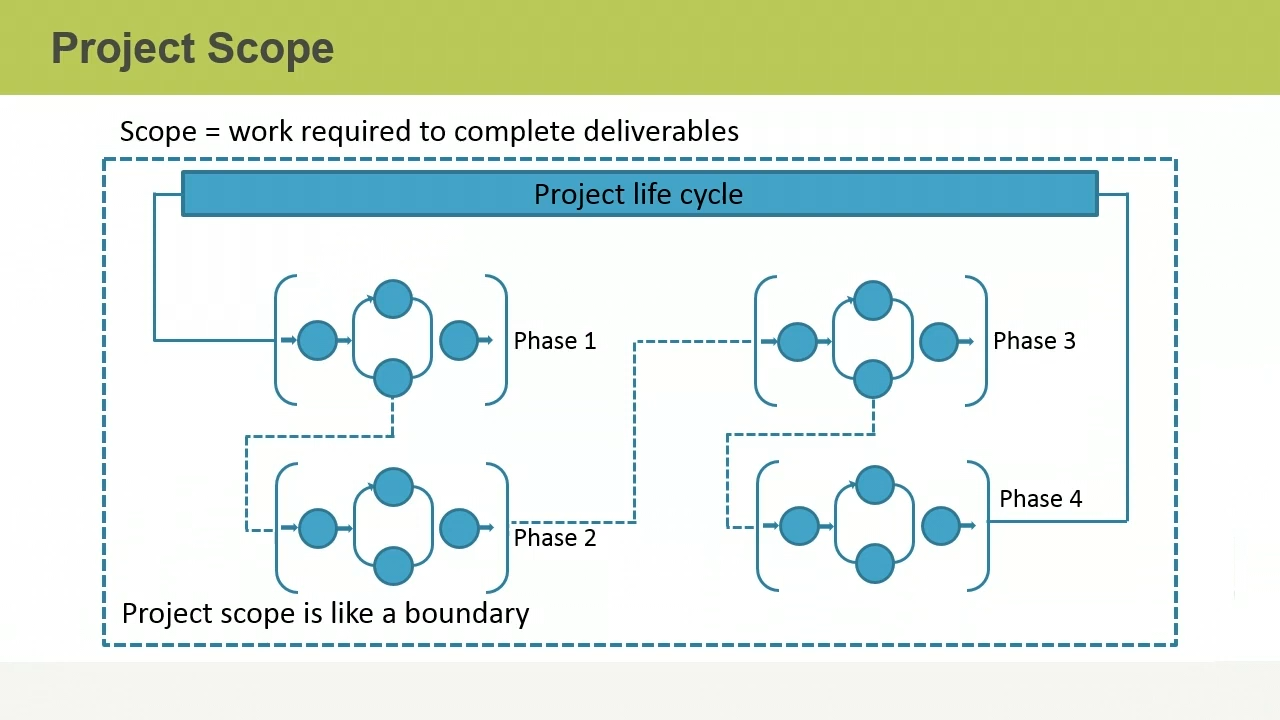 Project Scope
Scope = work required to complete deliverables
Project life cycle
Phase 1
Phase 3
Phase 4
Phase 2
Project scope is like a boundary